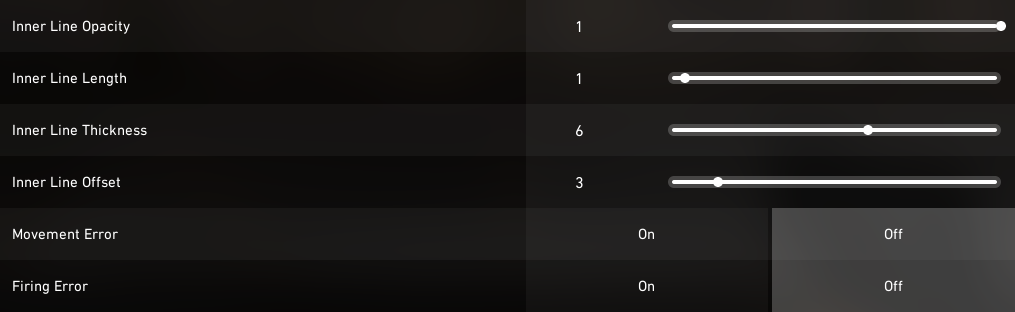 Inner Line Opacity 1
Inner Line Length 1
Inner Line Thickness 6
Inner Line Offset 3
Movement Error On Off
Firing Error On Off